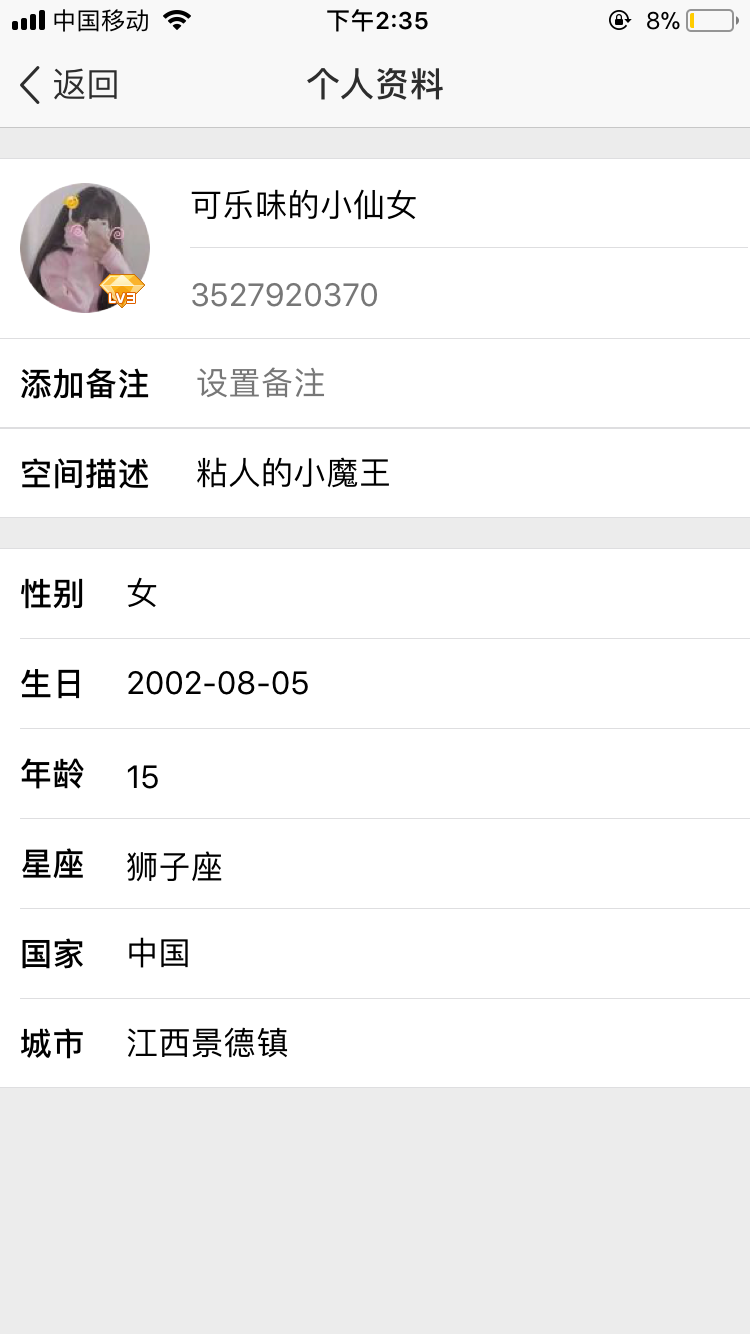 中国移动 下午2:35 8%
返回 个人资料
可乐味的小仙女
LV3
3527920370
添加备注 设置备注
空间描述 粘人的小魔王
性别 女
生日 2002-08-05
年龄 15
星座 狮子座
国家 中国
城市 江西景德镇